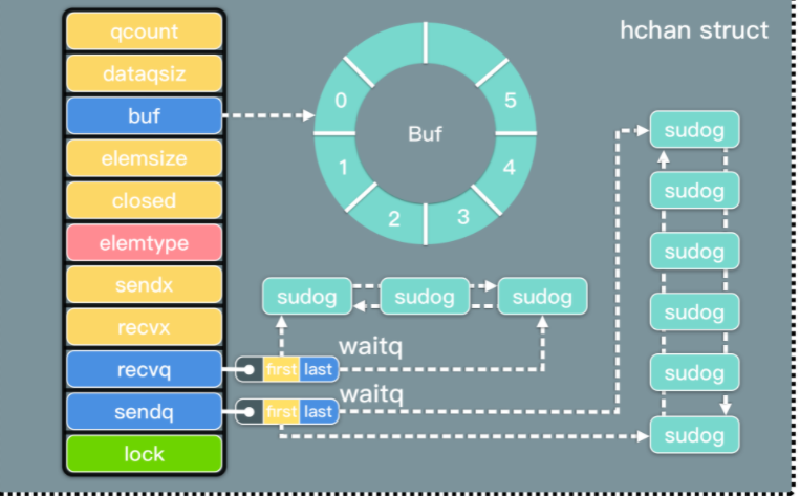 hchan struct
qcount
dataqsiz
buf
elemsize
closed
elemtype
sendx
recvx
recvq
sendq
lock
0
1
2
3
4
5
Buf
sudog
sudog
sudog
waitq
first last
waitq
first last
sudog
sudog
sudog
sudog
sudog
sudog